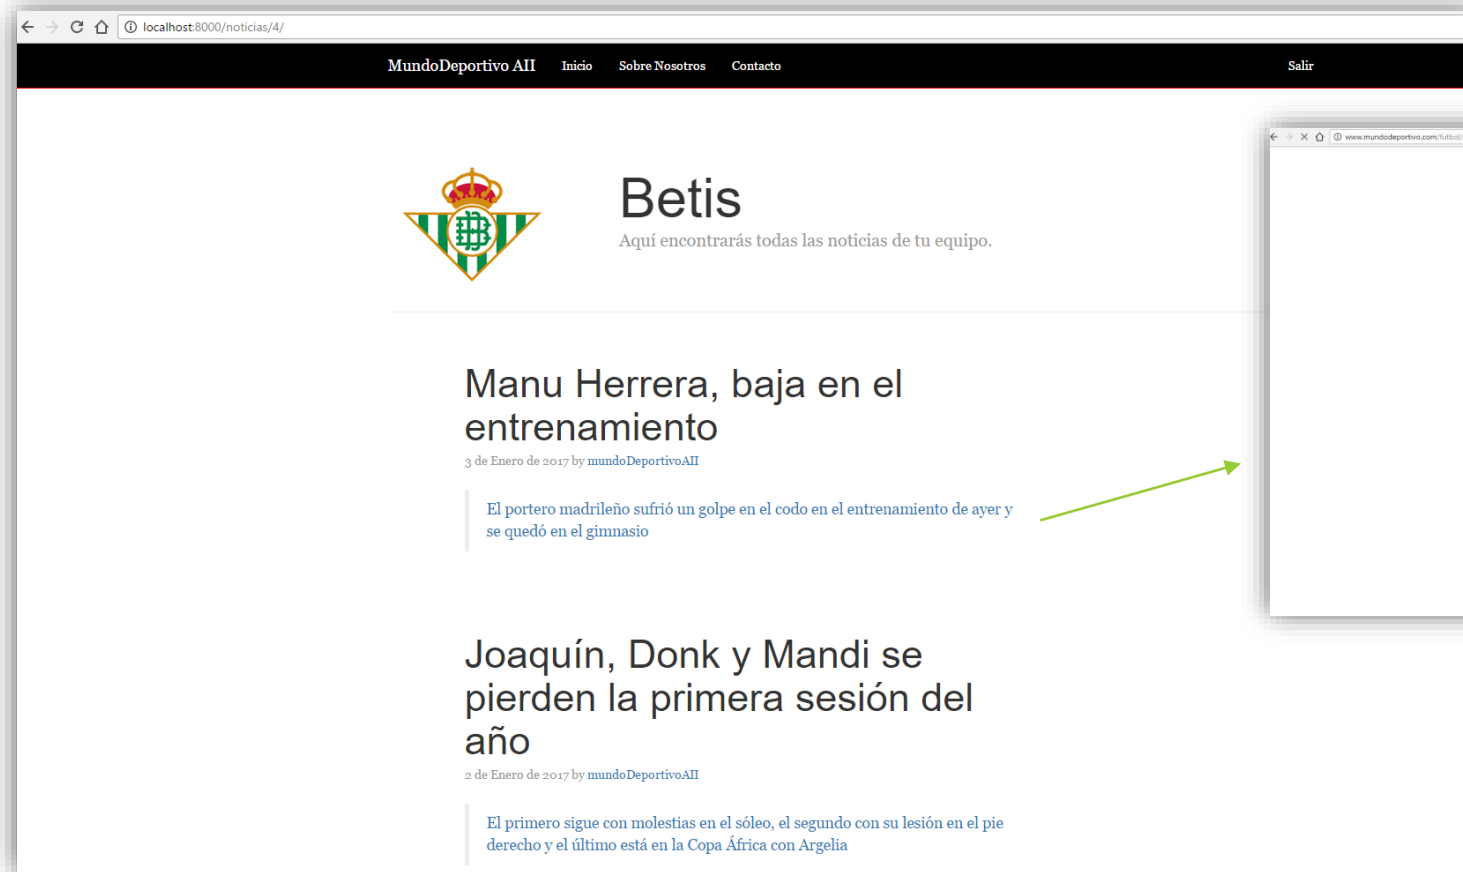 localhost:8000/noticias/4/
MundoDeportivo AII Inicio Sobre Nosotros Contacto Salir
www.mundodeportivo.com/futbol/
Betis
Aquí encontrarás todas las noticias de tu equipo.
Manu Herrera, baja en el
entrenamiento
3 de Enero de 2017 by mundoDeportivoAII
El portero madrileño sufrió un golpe en el codo en el entrenamiento de ayer y
se quedó en el gimnasio
Joaquín, Donk y Mandi se
pierden la primera sesión del
año
2 de Enero de 2017 by mundoDeportivoAII
El primero sigue con molestias en el sóleo, el segundo con su lesión en el pie
derecho y el último está en la Copa África con Argelia